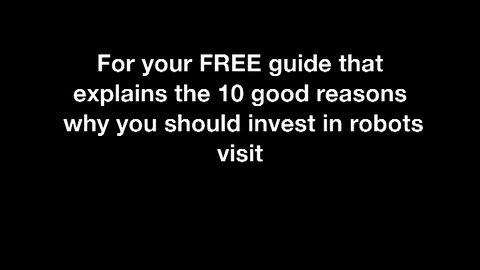 For your FREE guide that
explains the 10 good reasons
why you should invest in robots
visit